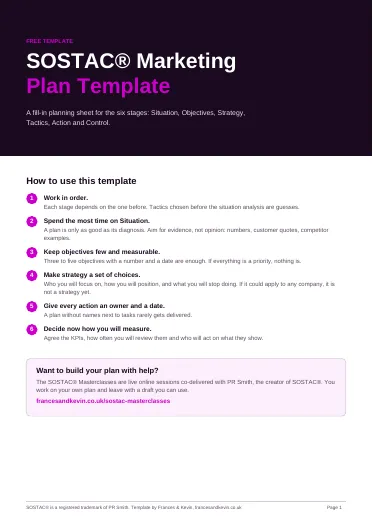 FREE TEMPLATE
SOSTAC® Marketing
Plan Template
A fill-in planning sheet for the six stages: Situation, Objectives, Strategy,
Tactics, Action and Control.
How to use this template
1 Work in order.
Each stage depends on the one before. Tactics chosen before the situation analysis are guesses.
2 Spend the most time on Situation.
A plan is only as good as its diagnosis. Aim for evidence, not opinion: numbers, customer quotes, competitor
examples.
3 Keep objectives few and measurable.
Three to five objectives with a number and a date are enough. If everything is a priority, nothing is.
4 Make strategy a set of choices.
Who you will focus on, how you will position, and what you will stop doing. If it could apply to any company, it is
not a strategy yet.
5 Give every action an owner and a date.
A plan without names next to tasks rarely gets delivered.
6 Decide now how you will measure.
Agree the KPIs, how often you will review them and who will act on what they show.
Want to build your plan with help?
The SOSTAC® Masterclasses are live online sessions co-delivered with PR Smith, the creator of SOSTAC®. You
work on your own plan and leave with a draft you can use.
francesandkevin.co.uk/sostac-masterclasses
SOSTAC® is a registered trademark of PR Smith. Template by Frances & Kevin, francesandkevin.co.uk
Page 1